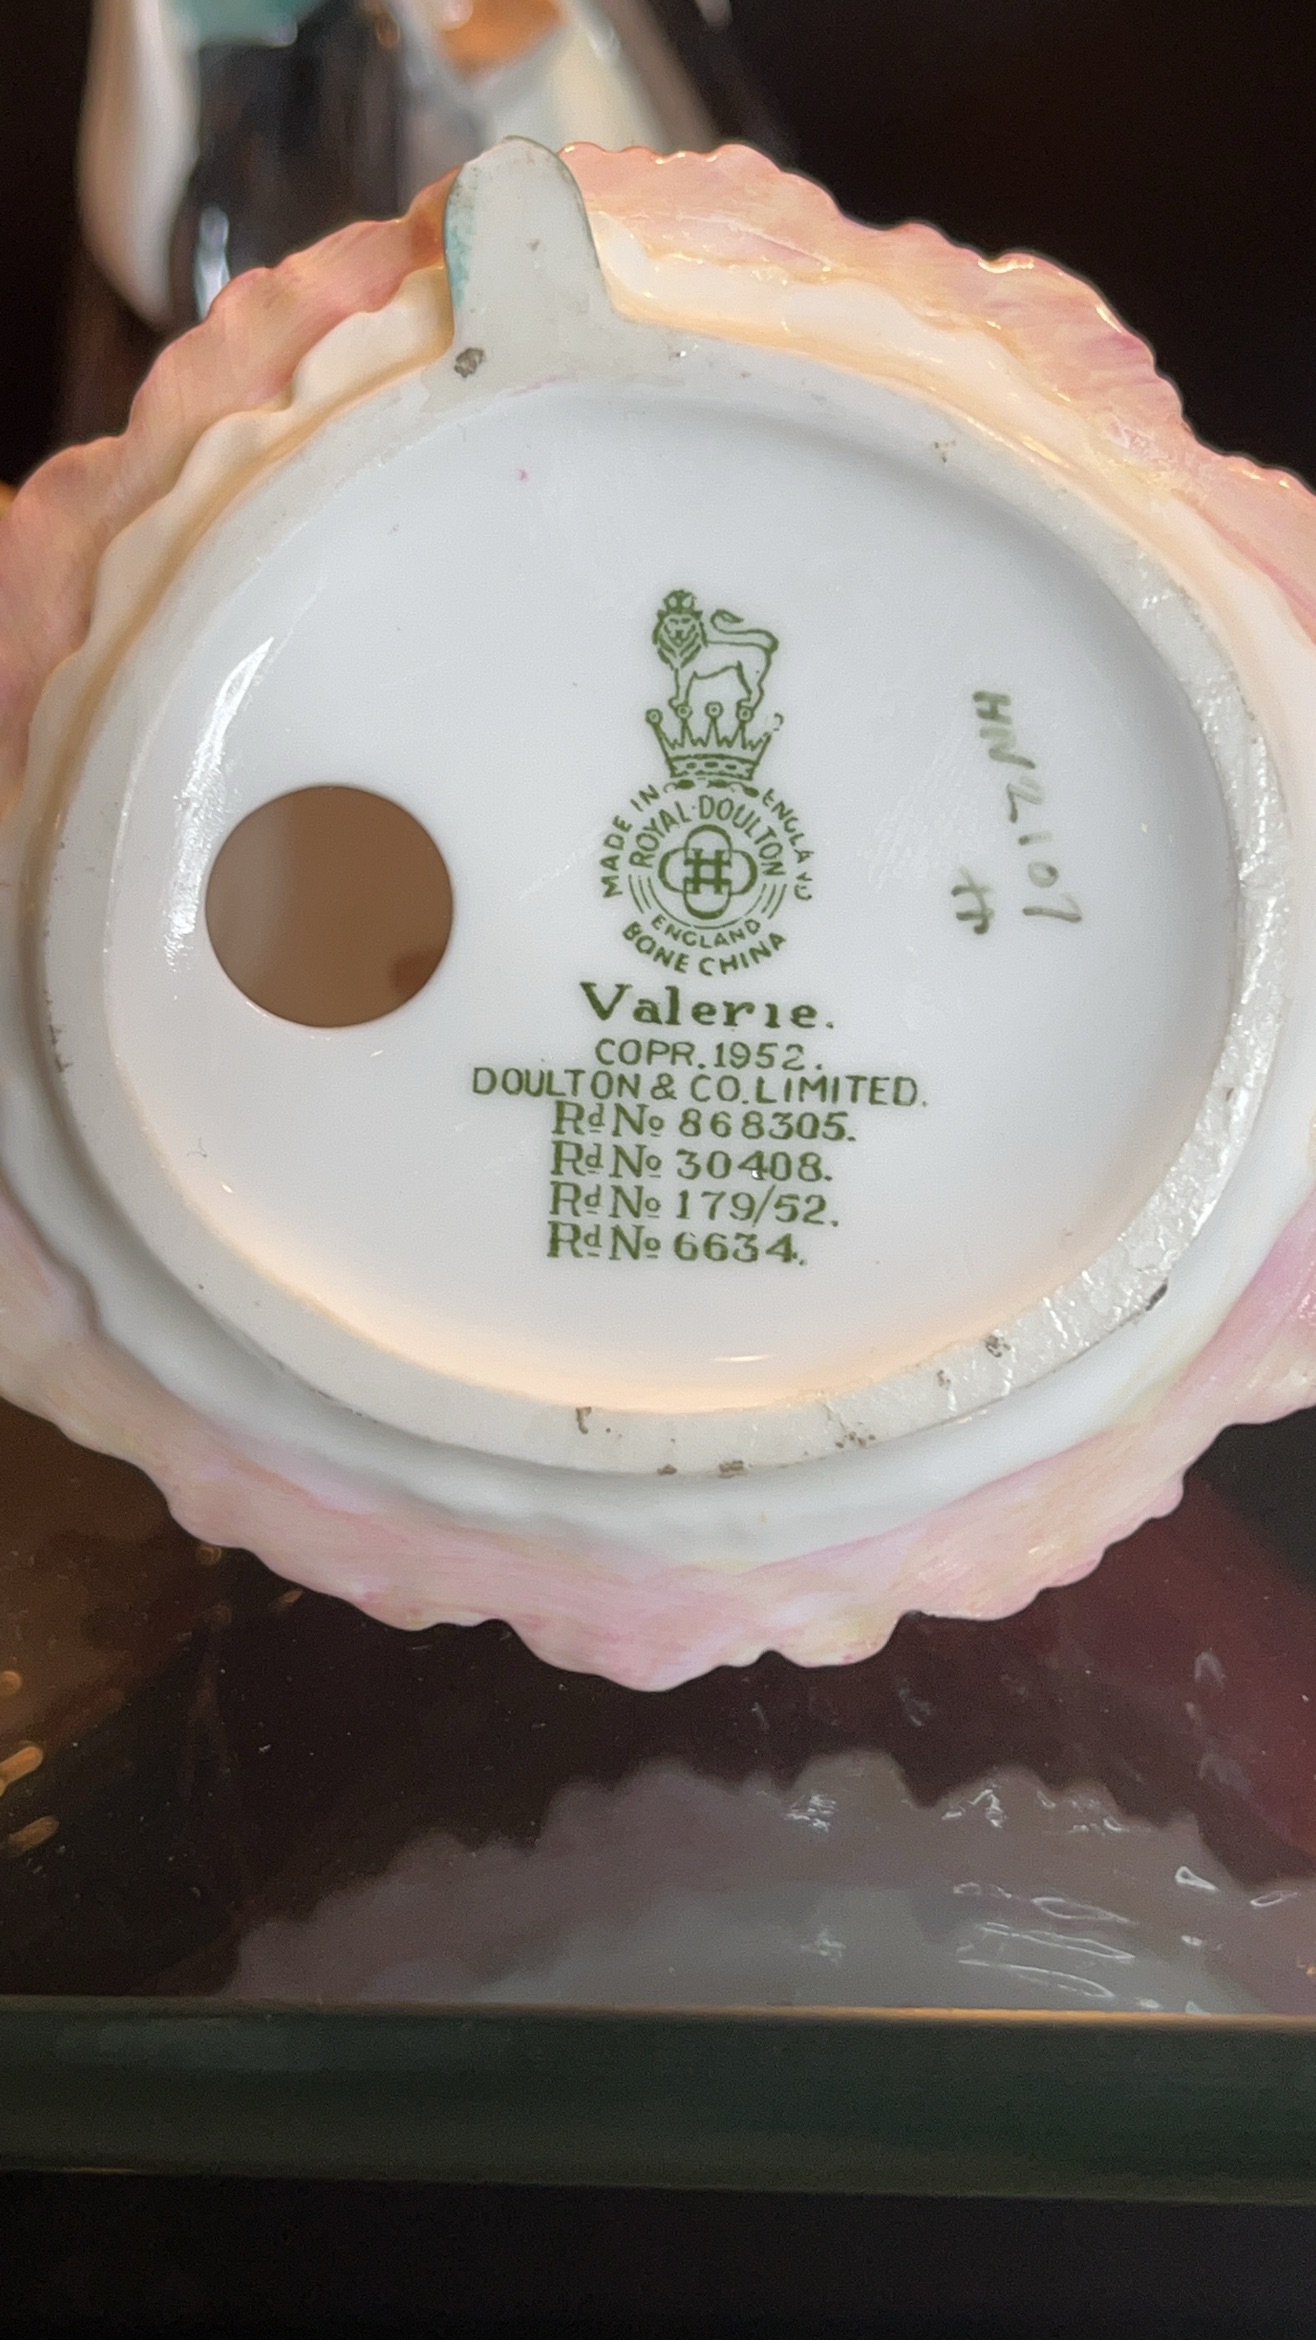 MADE IN ENGLAND
ROYAL·DOULTON
ENGLAND
BONE CHINA
Valerie.
COPR.1952.
DOULTON & CO.LIMITED.
Rd No 868305.
Rd No 30408.
Rd No 179/52.
Rd No 6634.
HN2107